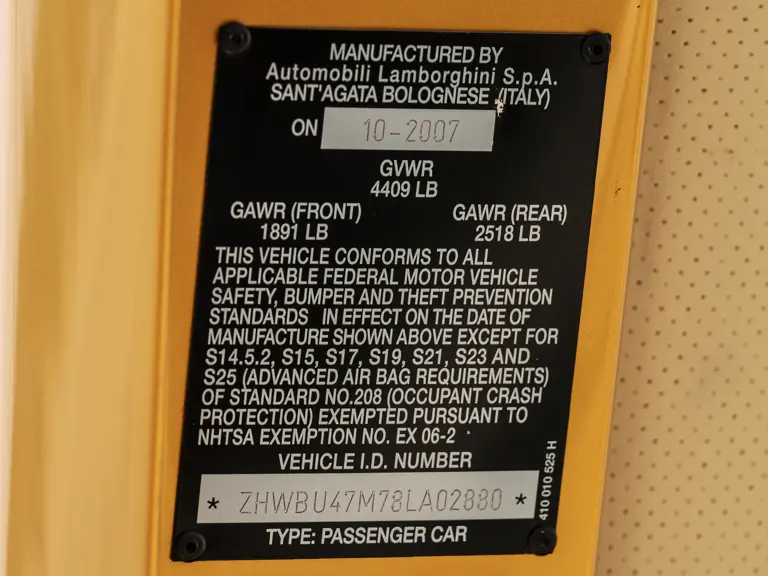 MANUFACTURED BY
Automobili Lamborghini S.p.A.
SANT'AGATA BOLOGNESE (ITALY)
ON 10-2007
GVWR
4409 LB
GAWR (FRONT) GAWR (REAR)
1891 LB 2518 LB
THIS VEHICLE CONFORMS TO ALL
APPLICABLE FEDERAL MOTOR VEHICLE
SAFETY, BUMPER AND THEFT PREVENTION
STANDARDS IN EFFECT ON THE DATE OF
MANUFACTURE SHOWN ABOVE EXCEPT FOR
S14.5.2, S15, S17, S19, S21, S23 AND
S25 (ADVANCED AIR BAG REQUIREMENTS)
OF STANDARD NO.208 (OCCUPANT CRASH
PROTECTION) EXEMPTED PURSUANT TO
NHTSA EXEMPTION NO. EX 06-2
VEHICLE I.D. NUMBER
* ZHWBU47M78LA02880 *
TYPE: PASSENGER CAR
410 010 525 H